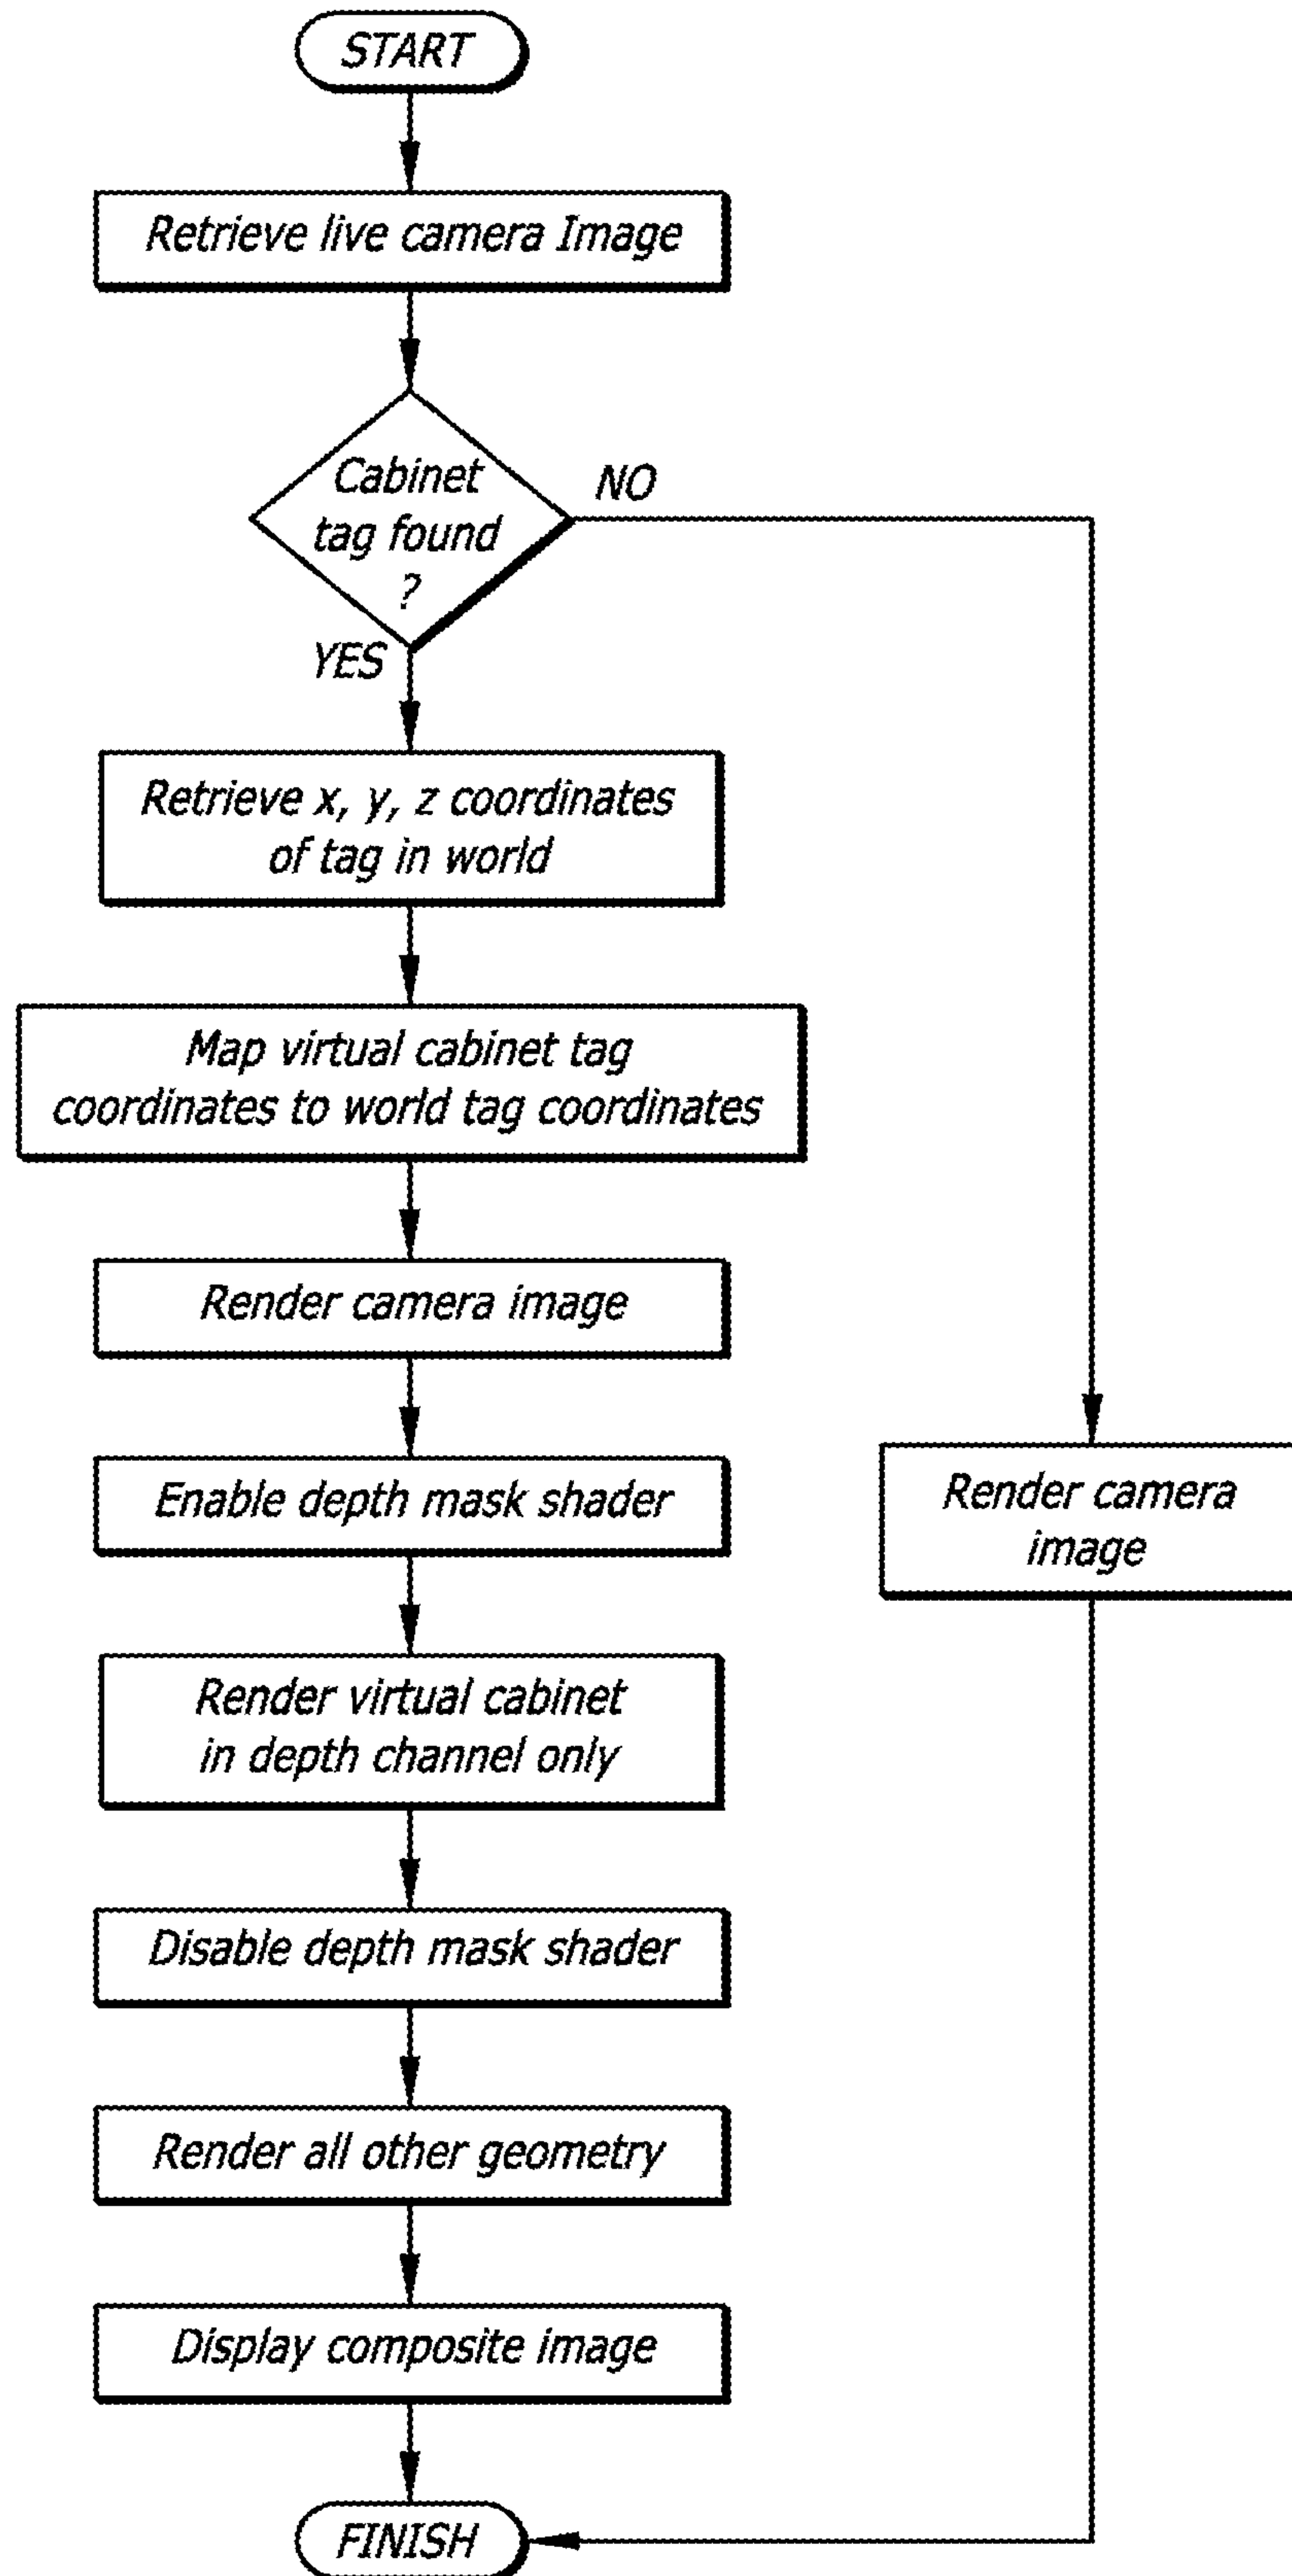 START
Retrieve live camera Image
Cabinet
tag found
?
NO
YES
Retrieve x, y, z coordinates
of tag in world
Map virtual cabinet tag
coordinates to world tag coordinates
Render camera image
Enable depth mask shader
Render camera
image
Render virtual cabinet
in depth channel only
Disable depth mask shader
Render all other geometry
Display composite image
FINISH